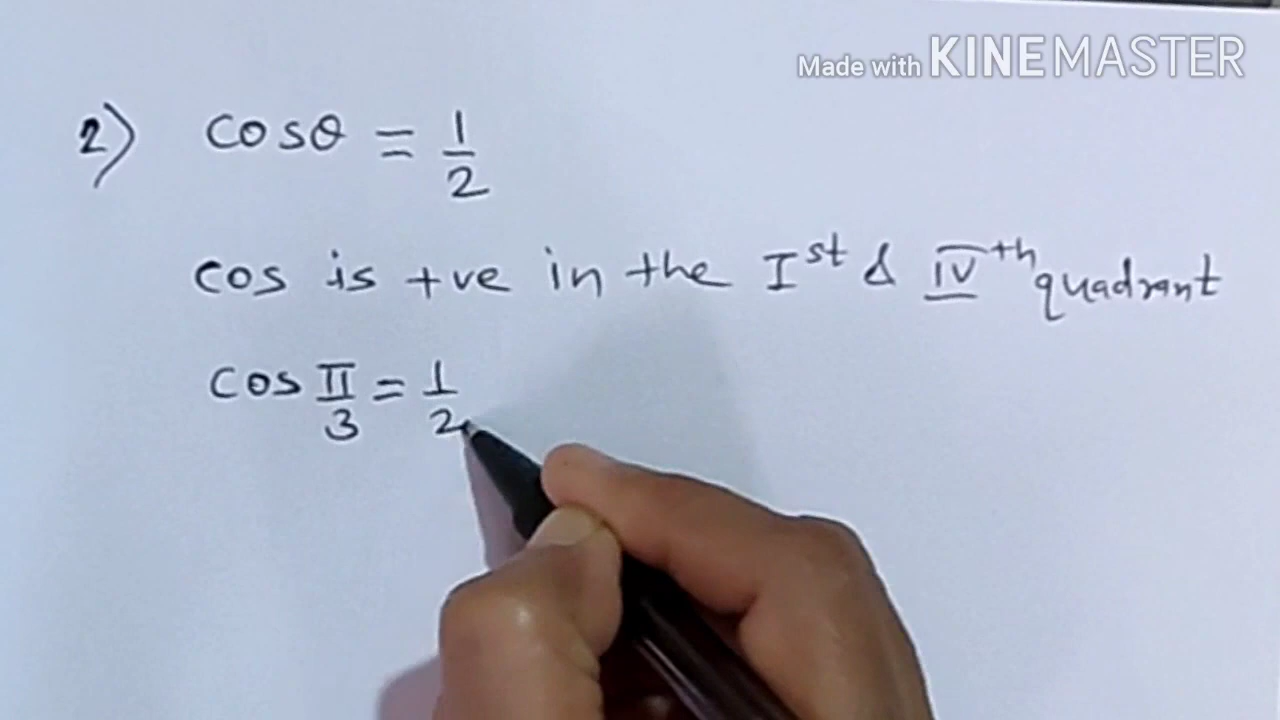 Made with KINEMASTER
2) cosθ = 1/2
cos is +ve in the Ist & IVth quadrant
cos π/3 = 1/2